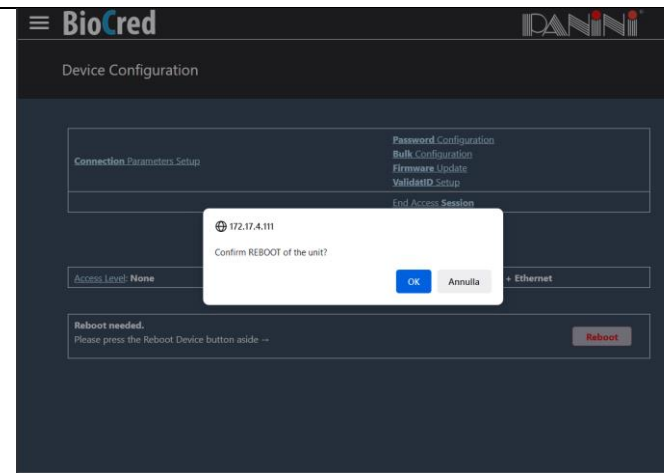 BioCred
PANINI
Device Configuration
Connection Parameters Setup
Password Configuration
Bulk Configuration
Firmware Update
ValidatID Setup
End Access Session
172.17.4.111
Confirm REBOOT of the unit?
OK Annulla
Access Level: None
+ Ethernet
Reboot needed.
Please press the Reboot Device button aside →
Reboot